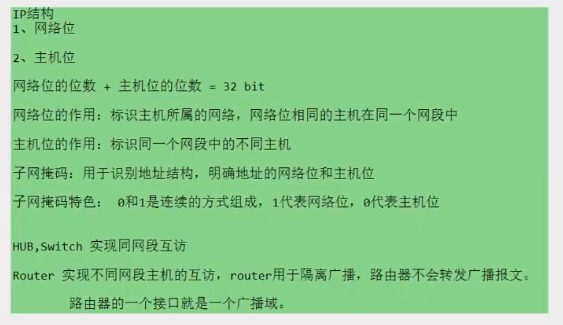 IP结构
1、网络位
2、主机位
网络位的位数 + 主机位的位数 = 32 bit
网络位的作用：标识主机所属的网络，网络位相同的主机在同一个网段中
主机位的作用：标识同一个网段中的不同主机
子网掩码：用于识别地址结构，明确地址的网络位和主机位
子网掩码特色： 0和1是连续的方式组成，1代表网络位，0代表主机位
HUB,Switch 实现同网段互访
Router 实现不同网段主机的互访，router用于隔离广播，路由器不会转发广播报文。
路由器的一个接口就是一个广播域。